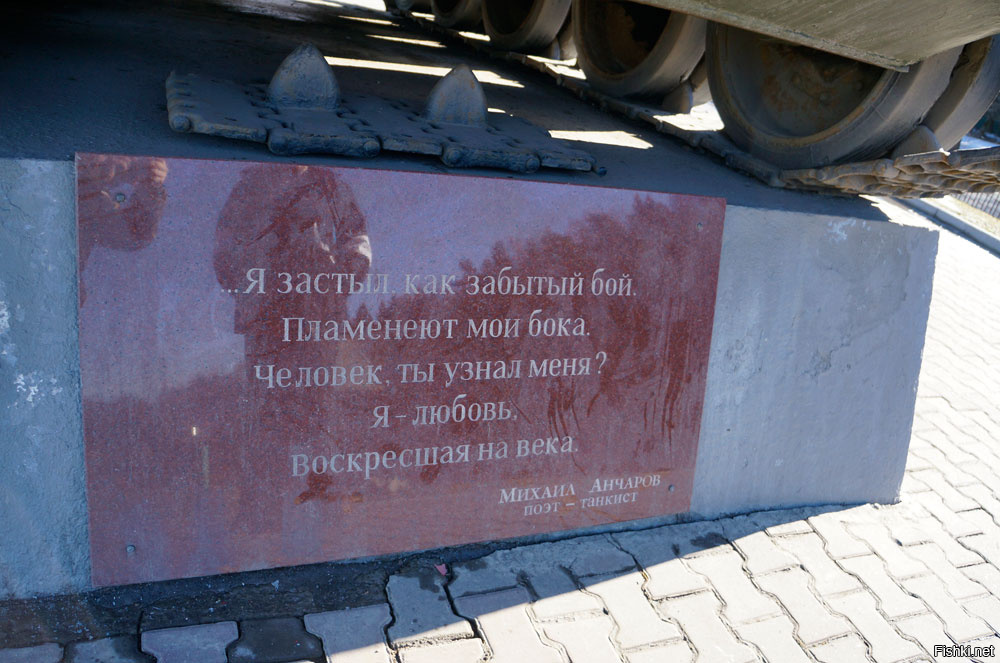 ...Я застыл, как забытый бой.
Пламенеют мои бока.
Человек, ты узнал меня?
Я – любовь,
Воскресшая на века.
Михаил Анчаров
поэт – танкист
Fishki.net